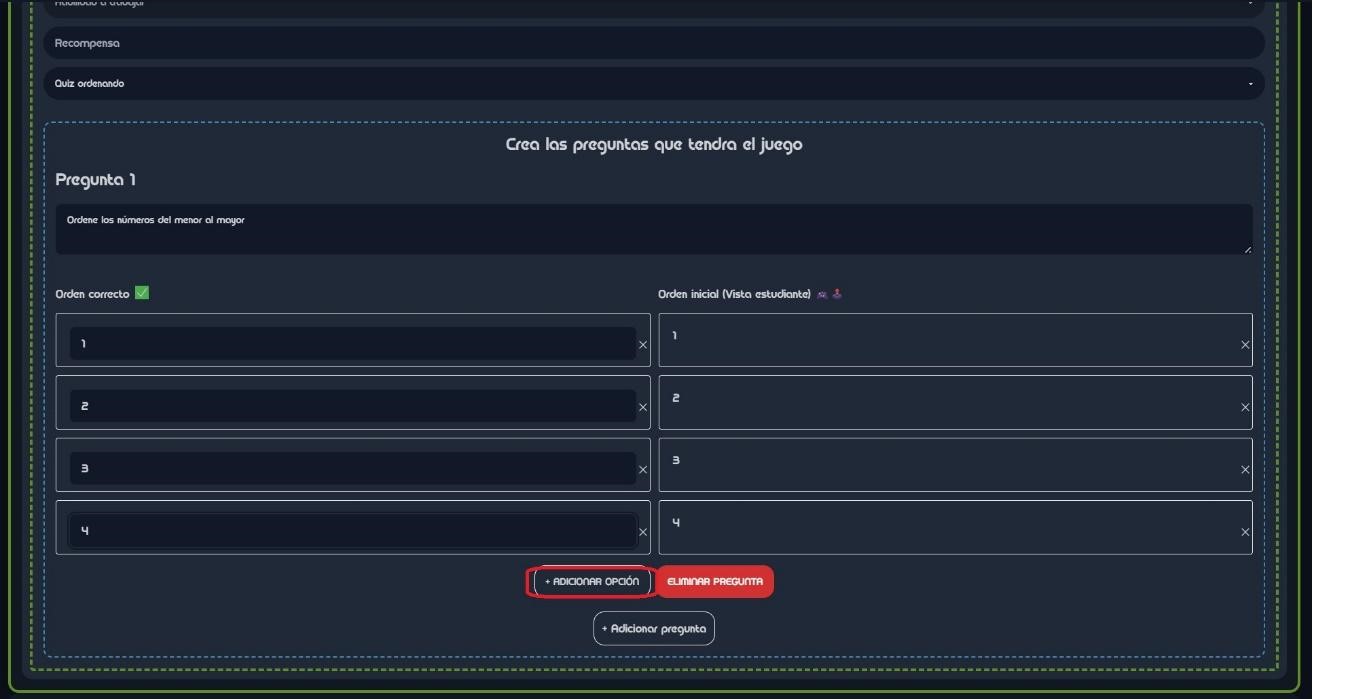 Habilidad a trabajar
Recompensa
Quiz ordenando
Crea las preguntas que tendra el juego
Pregunta 1
Ordene los números del menor al mayor
Orden correcto ✅
Orden inicial (Vista estudiante) 🎮 🕹️
1
1
2
2
3
3
4
4
+ ADICIONAR OPCIÓN
ELIMINAR PREGUNTA
+ Adicionar pregunta